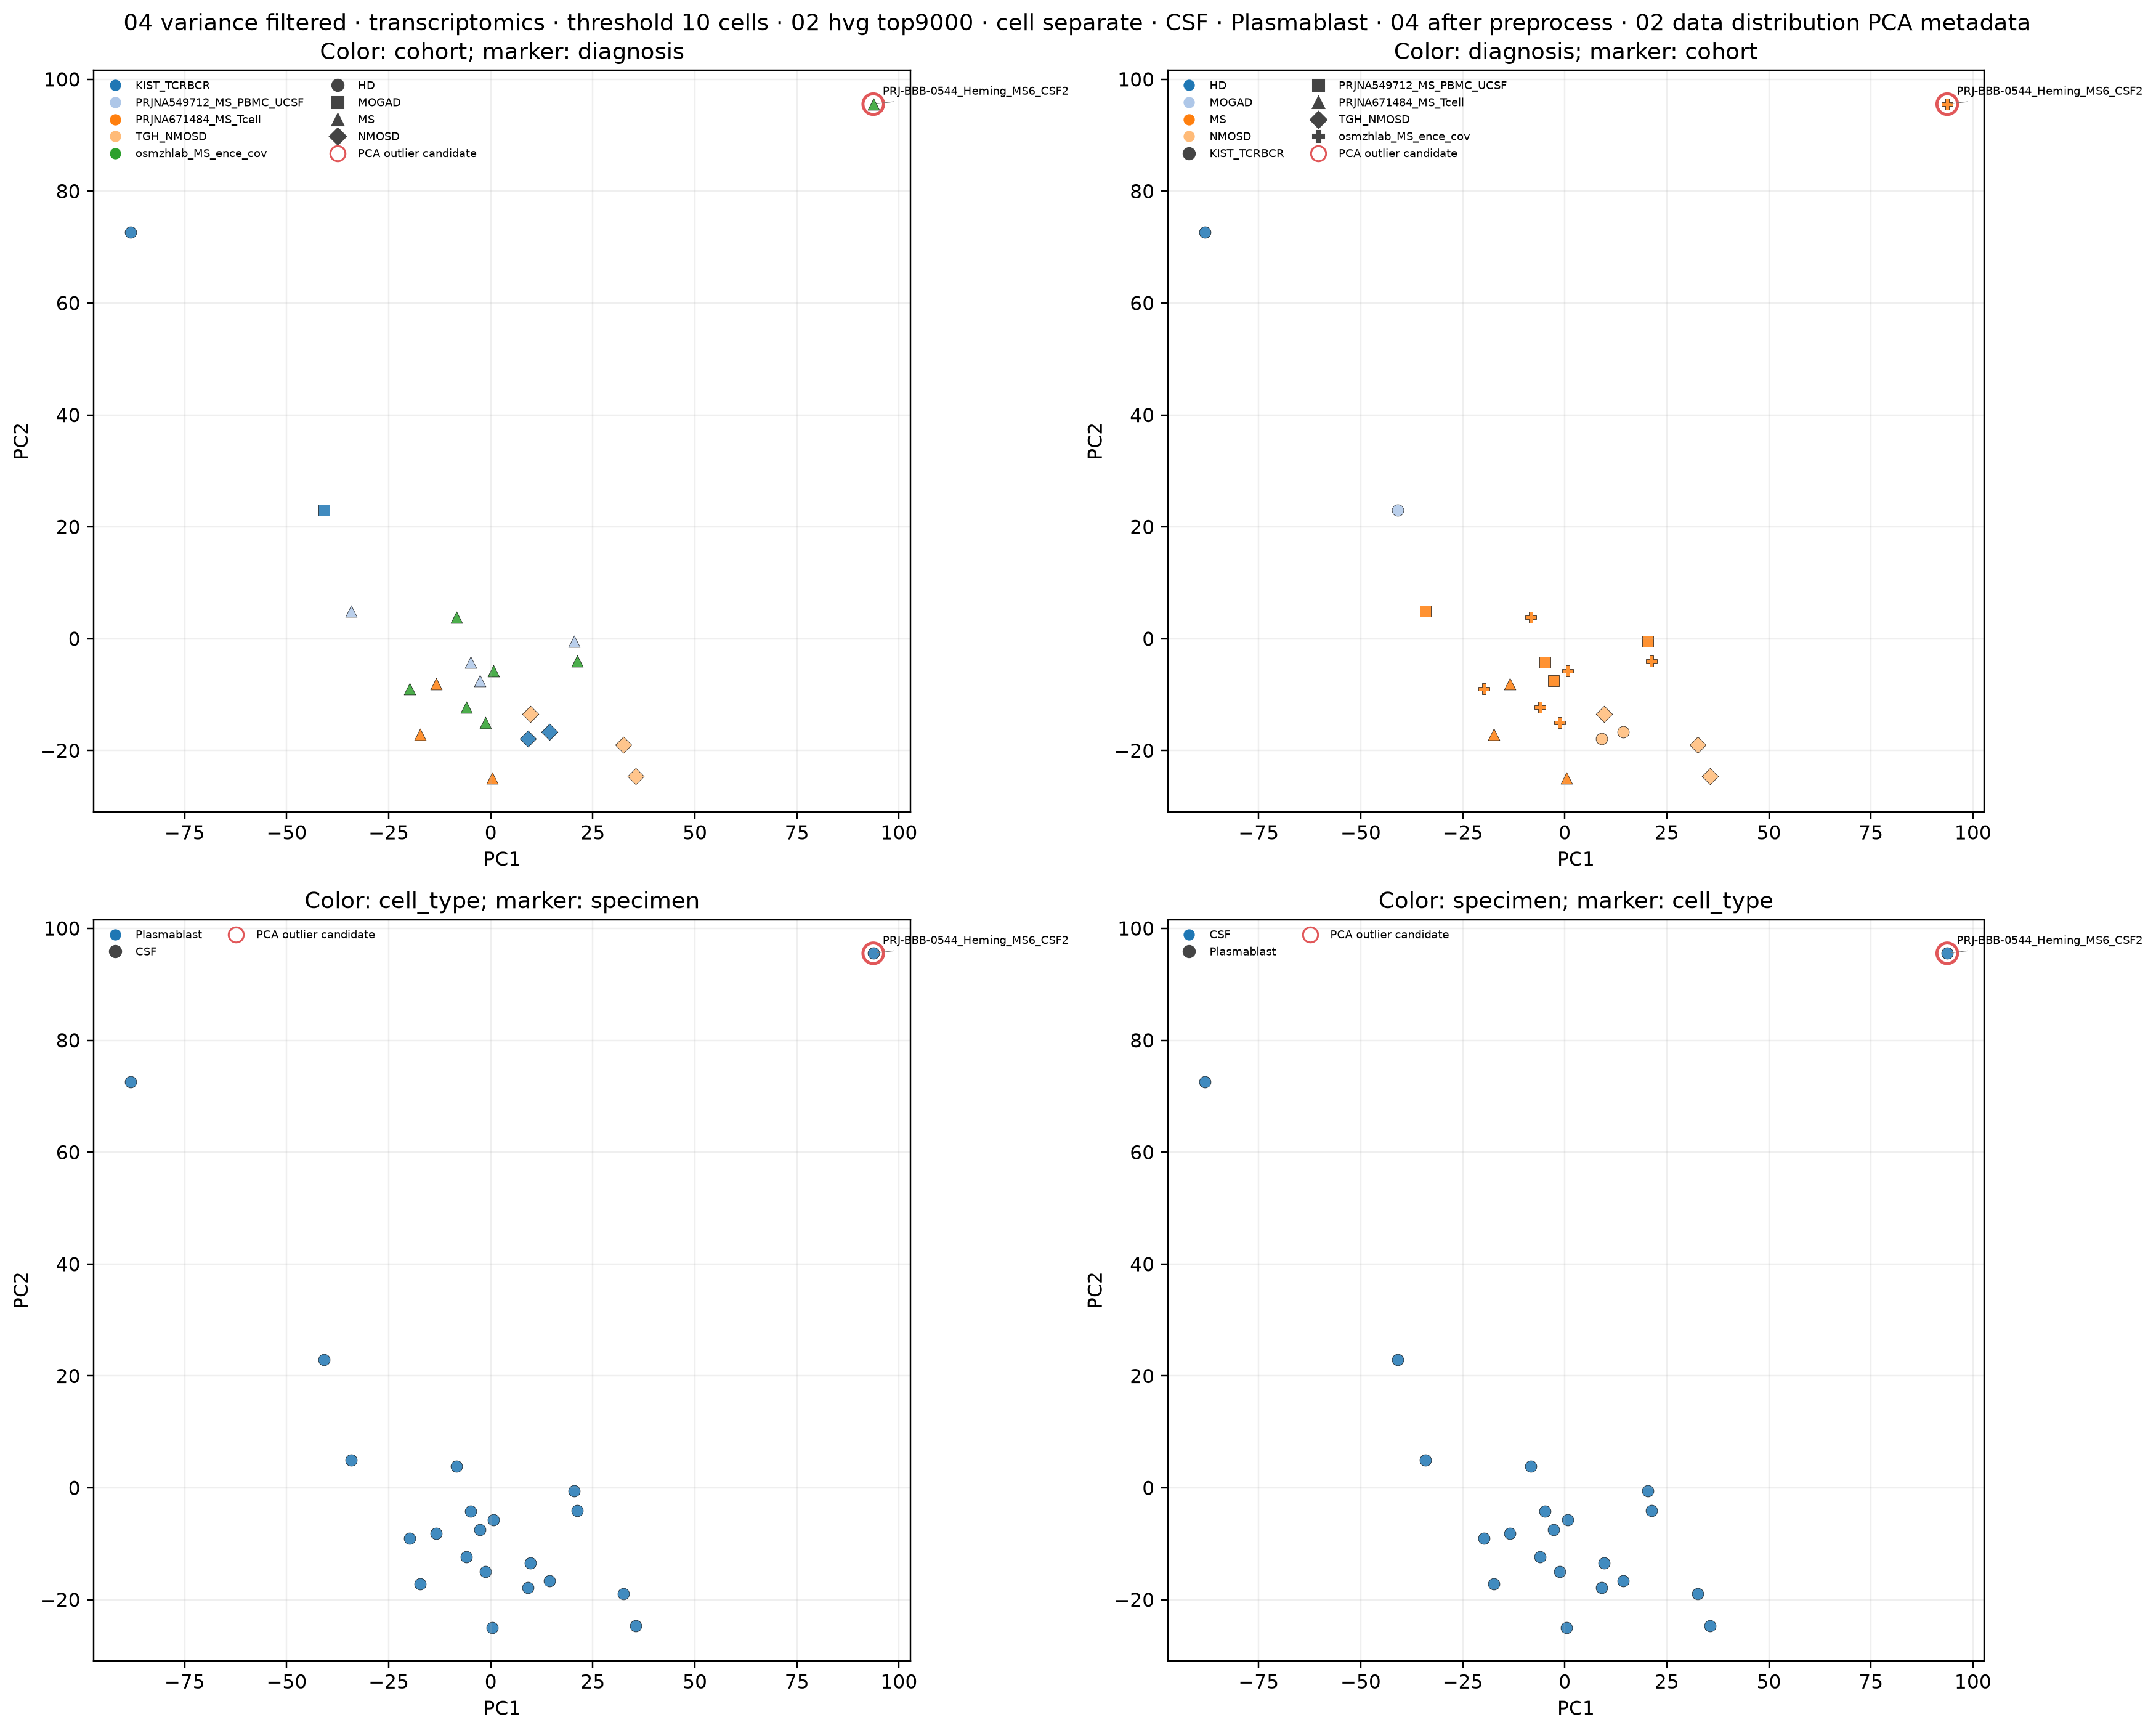 04 variance filtered · transcriptomics · threshold 10 cells · 02 hvg top9000 · cell separate · CSF · Plasmablast · 04 after preprocess · 02 data distribution PCA metadata
Color: cohort; marker: diagnosis
KIST_TCRBCR
PRJNA549712_MS_PBMC_UCSF
PRJNA671484_MS_Tcell
TGH_NMOSD
osmzhlab_MS_ence_cov
HD
MOGAD
MS
NMOSD
PCA outlier candidate
PRJ-BBB-0544_Heming_MS6_CSF2
100
80
60
40
20
0
−20
PC2
−75 −50 −25 0 25 50 75 100
PC1
Color: diagnosis; marker: cohort
HD
MOGAD
MS
NMOSD
KIST_TCRBCR
PRJNA549712_MS_PBMC_UCSF
PRJNA671484_MS_Tcell
TGH_NMOSD
osmzhlab_MS_ence_cov
PCA outlier candidate
PRJ-BBB-0544_Heming_MS6_CSF2
100
80
60
40
20
0
−20
PC2
−75 −50 −25 0 25 50 75 100
PC1
Color: cell_type; marker: specimen
Plasmablast
CSF
PCA outlier candidate
PRJ-BBB-0544_Heming_MS6_CSF2
100
80
60
40
20
0
−20
PC2
−75 −50 −25 0 25 50 75 100
PC1
Color: specimen; marker: cell_type
CSF
Plasmablast
PCA outlier candidate
PRJ-BBB-0544_Heming_MS6_CSF2
100
80
60
40
20
0
−20
PC2
−75 −50 −25 0 25 50 75 100
PC1